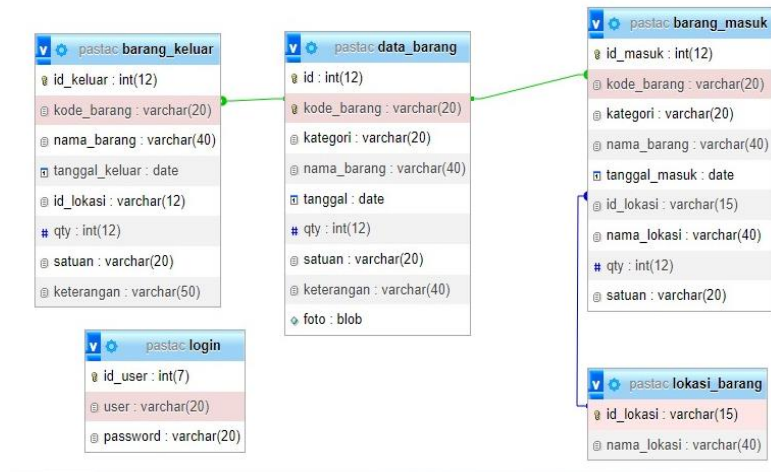 pastac barang_keluar
id_keluar : int(12)
kode_barang : varchar(20)
nama_barang : varchar(40)
tanggal_keluar : date
id_lokasi : varchar(12)
# qty : int(12)
satuan : varchar(20)
keterangan : varchar(50)
pastac data_barang
id : int(12)
kode_barang : varchar(20)
kategori : varchar(20)
nama_barang : varchar(40)
tanggal : date
# qty : int(12)
satuan : varchar(20)
keterangan : varchar(40)
foto : blob
pastac barang_masuk
id_masuk : int(12)
kode_barang : varchar(20)
kategori : varchar(20)
nama_barang : varchar(40)
tanggal_masuk : date
id_lokasi : varchar(15)
nama_lokasi : varchar(40)
# qty : int(12)
satuan : varchar(20)
pastac login
id_user : int(7)
user : varchar(20)
password : varchar(20)
pastac lokasi_barang
id_lokasi : varchar(15)
nama_lokasi : varchar(40)